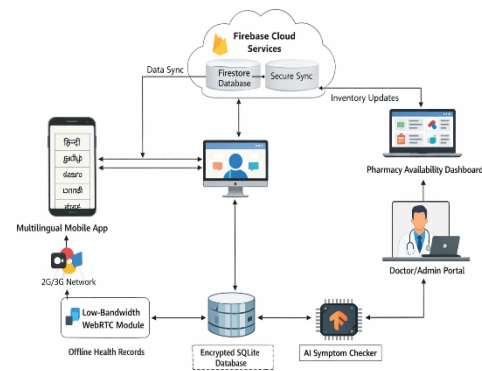 Firebase Cloud
Services
Data Sync
Firestore
Database
Secure Sync
Inventory Updates
हिन्दी
Pharmacy Availability Dashboard
Multilingual Mobile App
2G/3G Network
Doctor/Admin Portal
Low-Bandwidth
WebRTC Module
Offline Health Records
Encrypted SQLite
Database
AI Symptom Checker